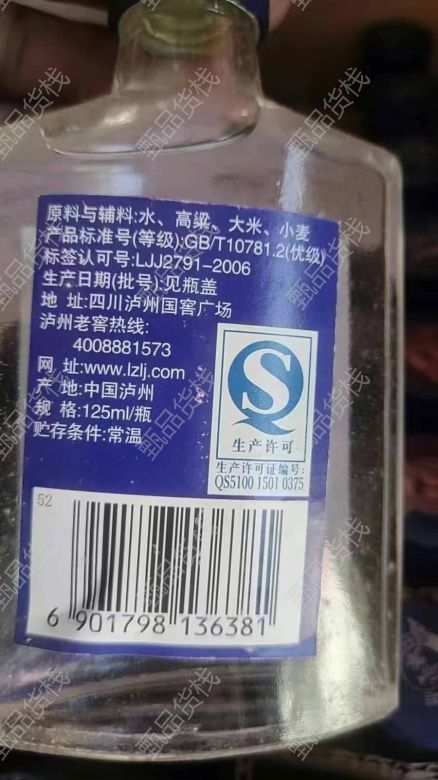 原料与辅料:水、高粱、大米、小麦
产品标准号(等级):GB/T10781.2(优级)
标签认可号:LJJ2791-2006
生产日期(批号):见瓶盖
地 址:四川泸州国窖广场
泸州老窖热线:
4008881573
网 址:www.lzlj.com
产 地:中国泸州
规 格:125ml/瓶
贮存条件:常温
生产许可
生产许可证编号:
QS5100 1501 0375
52
6 901798 136381
甄品货栈